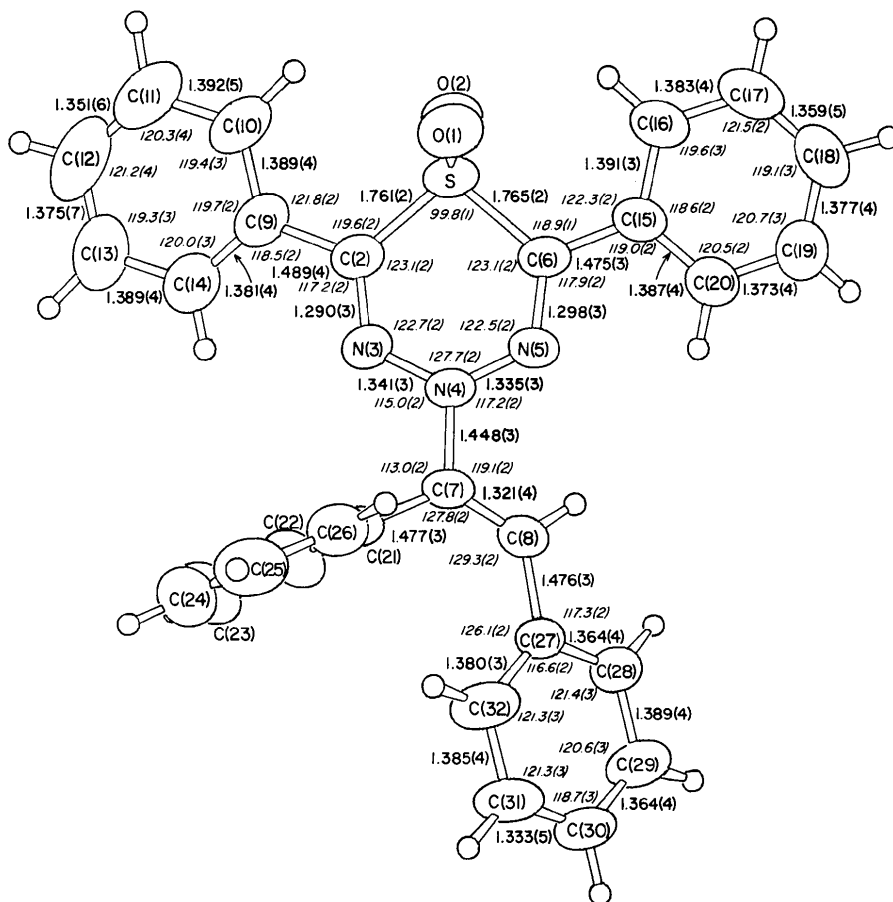 O(2)
1.392(5)
C(11)
1.383(4)
C(17)
1.351(6)
O(1)
1.359(5)
C(10)
C(16)
120.3(4)
121.5(2)
C(18)
C(12)
119.4(3)
119.6(3)
119.1(3)
121.2(4)
1.389(4)
1.391(3)
S
1.375(7)
1.761(2)
1.765(2)
1.377(4)
119.7(2)
121.8(2)
99.8(1)
122.3(2)
118.6(2)
C(9)
C(15)
119.3(3)
119.6(2)
118.9(1)
120.7(3)
C(13)
120.0(3)
118.5(2)
119.0(2)
120.5(2)
C(19)
C(2)
123.1(2)
123.1(2)
C(6)
1.475(3)
1.489(4)
C(14)
C(20)
1.389(4)
1.381(4)
117.2(2)
117.9(2)
1.387(4)
1.373(4)
1.290(3)
1.298(3)
122.7(2)
122.5(2)
N(3)
N(5)
127.7(2)
1.341(3)
N(4)
1.335(3)
115.0(2)
117.2(2)
1.448(3)
113.0(2)
119.1(2)
C(7)
1.321(4)
127.8(2)
C(22)
C(26)
1.477(3)
C(8)
C(21)
129.3(2)
C(25)
1.476(3)
C(24)
117.3(2)
C(23)
126.1(2)
C(27)
1.364(4)
1.380(3)
116.6(2)
C(28)
121.4(3)
C(32)
121.3(3)
1.389(4)
120.6(3)
1.385(4)
C(29)
121.3(3)
118.7(3)
C(31)
1.364(4)
C(30)
1.333(5)